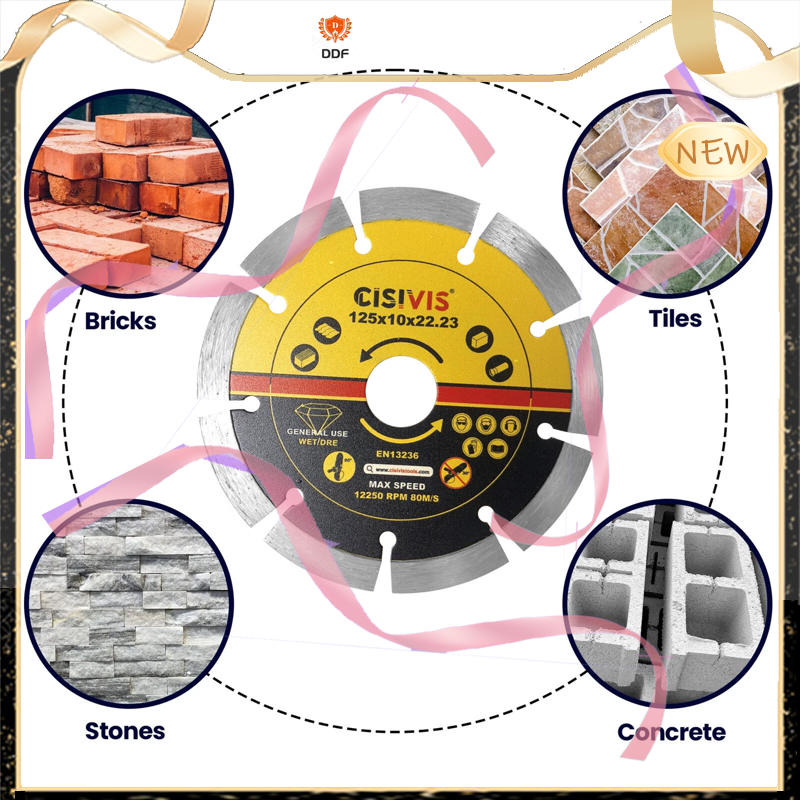 DDF
NEW
Bricks
Tiles
CISIVIS®
125x10x22.23
GENERAL USE
WET/DRE
EN13236
www.cisivistools.com
MAX SPEED
12250 RPM 80M/S
Stones
Concrete